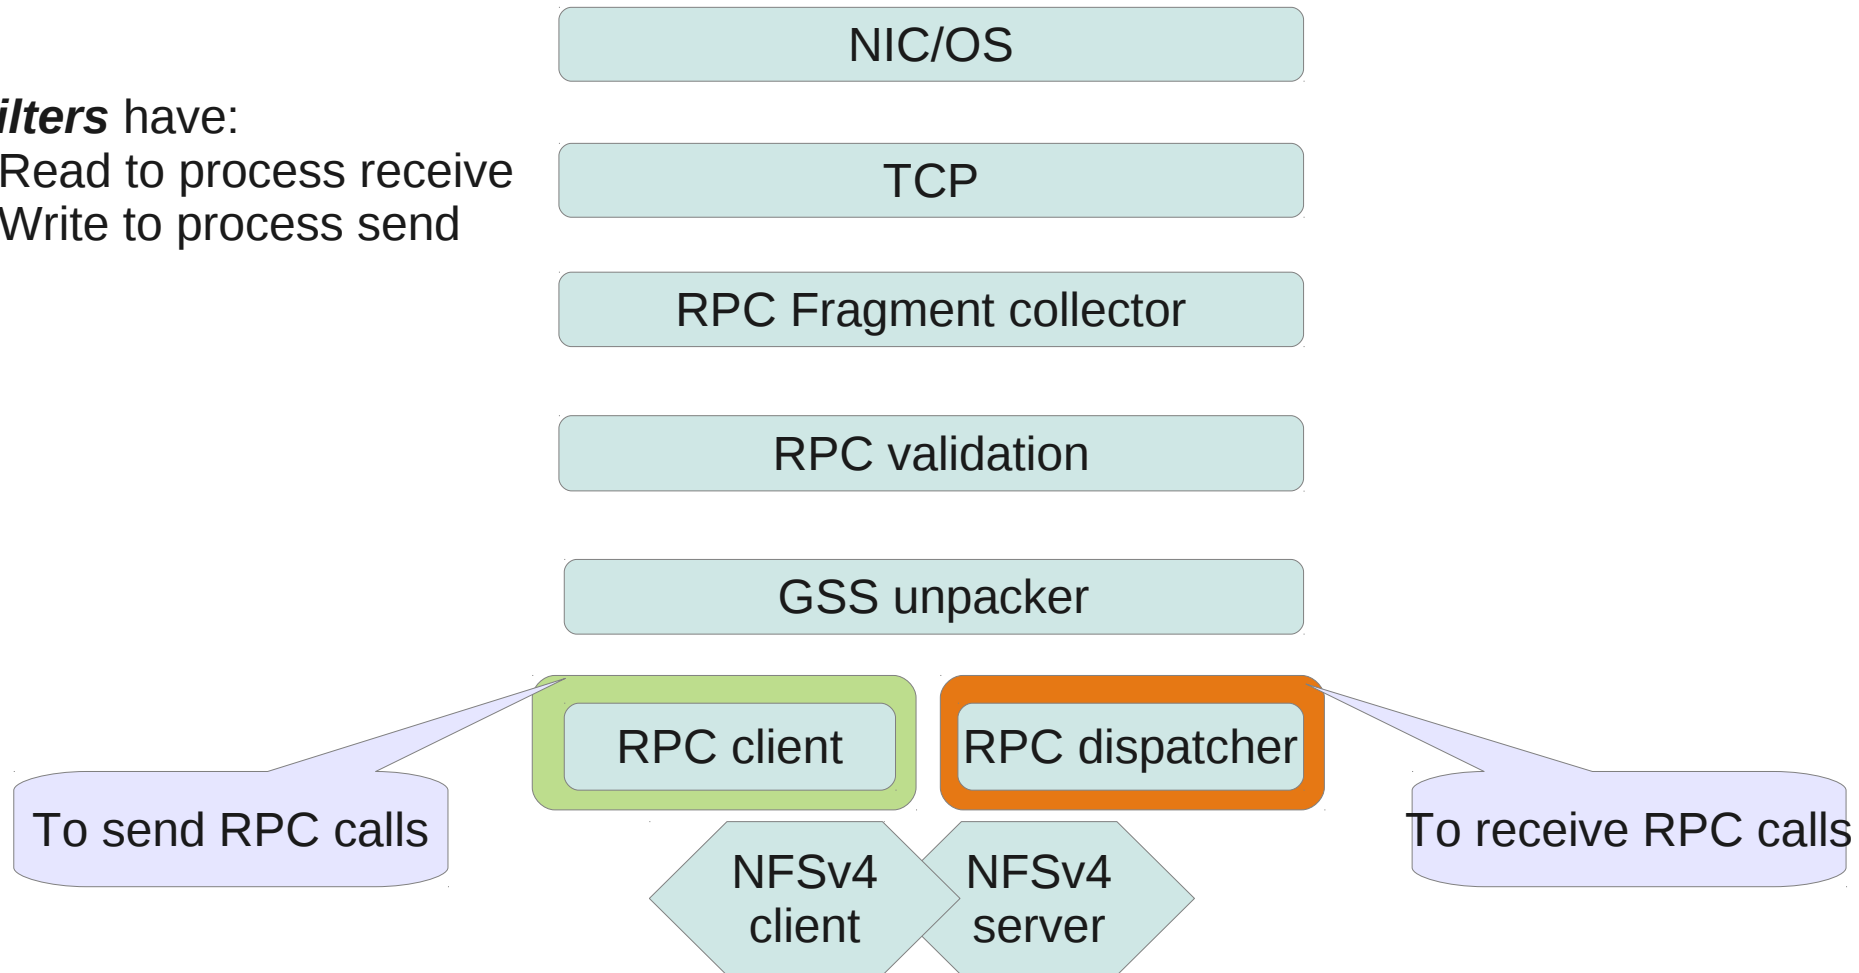 NIC/OS
ilters have:
Read to process receive
Write to process send
TCP
RPC Fragment collector
RPC validation
GSS unpacker
RPC client
RPC dispatcher
To send RPC calls
To receive RPC calls
NFSv4
client
NFSv4
server